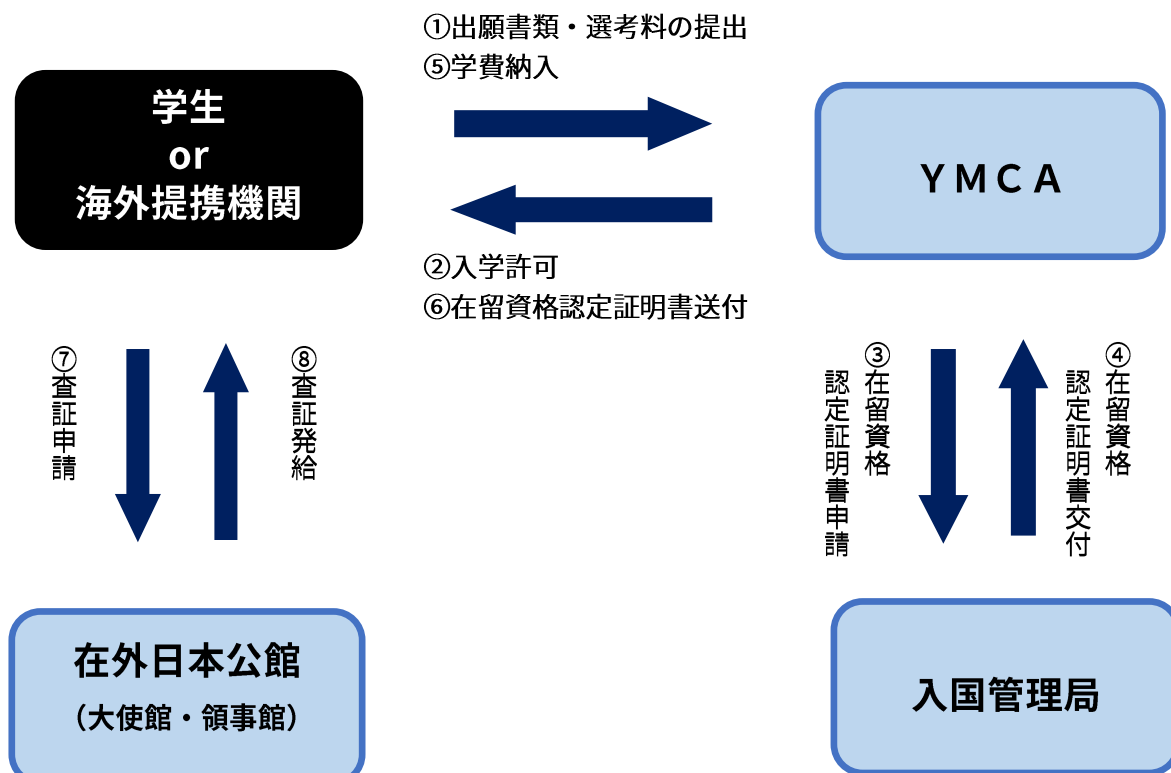 ①出願書類・選考料の提出
⑤学費納入
学生
or
海外提携機関
YMCA
②入学許可
⑥在留資格認定証明書送付
⑦査証申請
⑧査証発給
③在留資格
認定証明書申請
④在留資格
認定証明書交付
在外日本公館
（大使館・領事館）
入国管理局